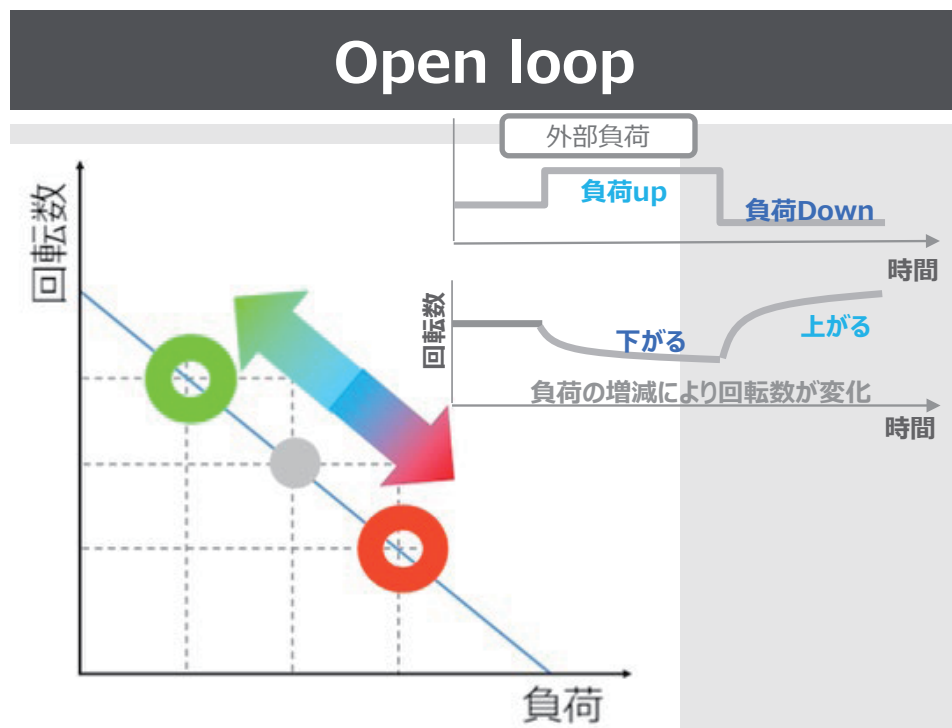 Open loop
外部負荷
負荷up
負荷Down
時間
回転数
回転数
下がる
上がる
負荷の増減により回転数が変化
時間
負荷